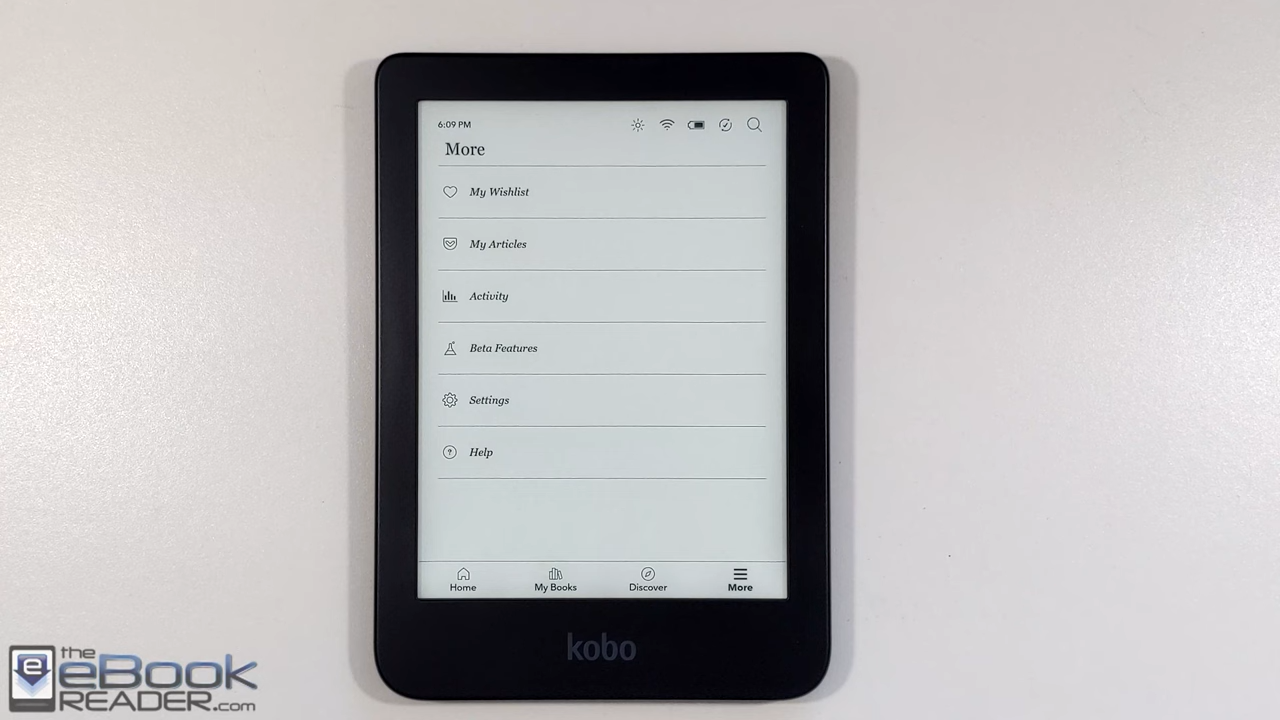 6:09 PM
More
My Wishlist
My Articles
Activity
Beta Features
Settings
Help
Home My Books Discover More
kobo
the
eBook
READER.com